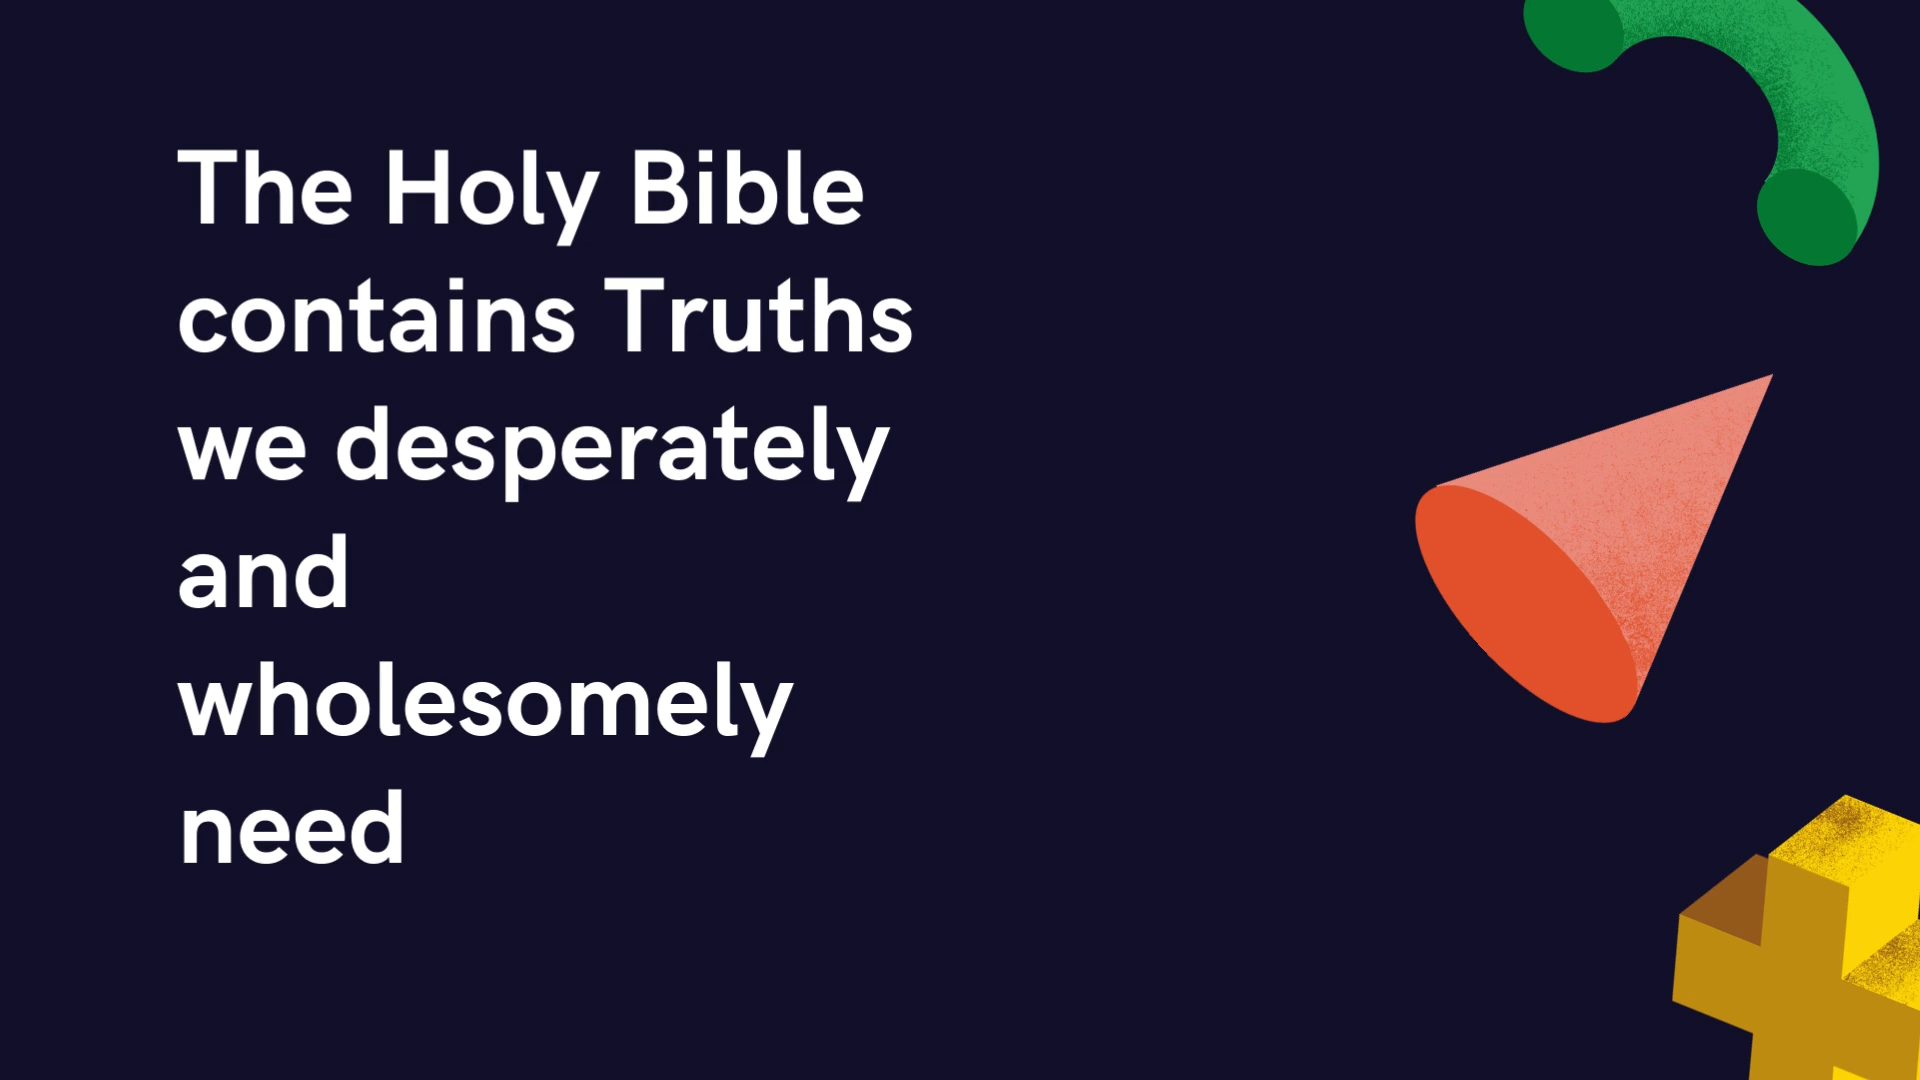 The Holy Bible
contains Truths
we desperately
and
wholesomely
need